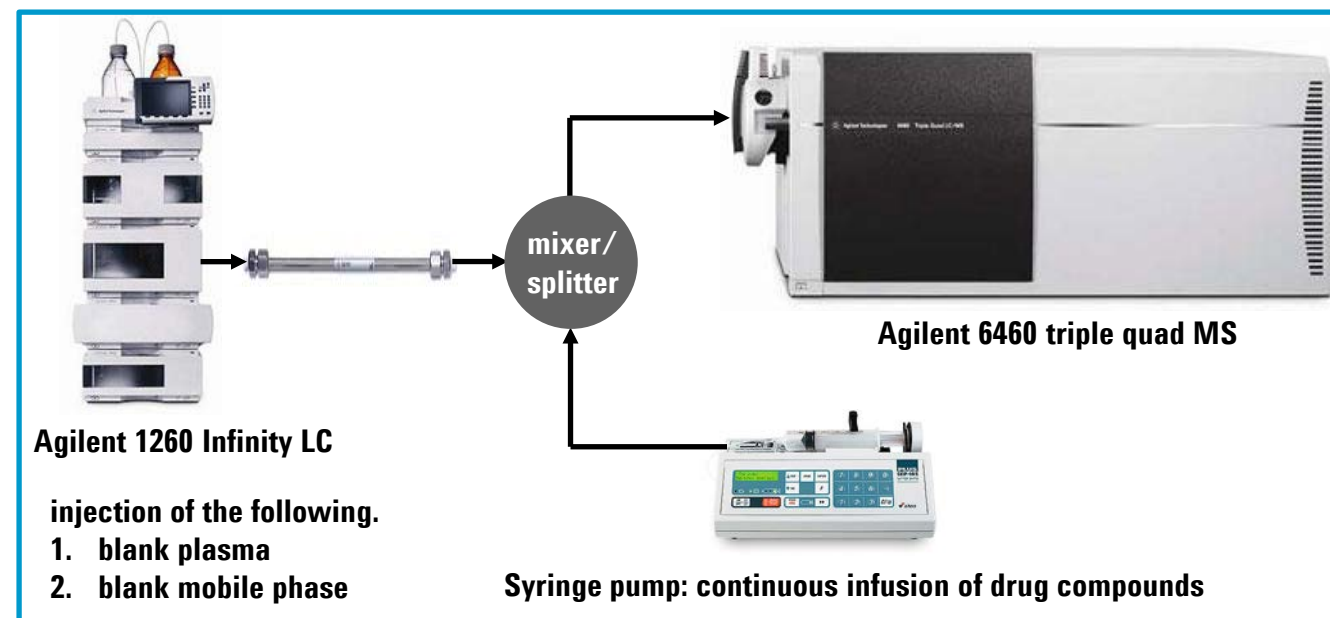 mixer/
splitter
Agilent 6460 triple quad MS
Agilent 1260 Infinity LC
injection of the following.
1. blank plasma
2. blank mobile phase
Syringe pump: continuous infusion of drug compounds